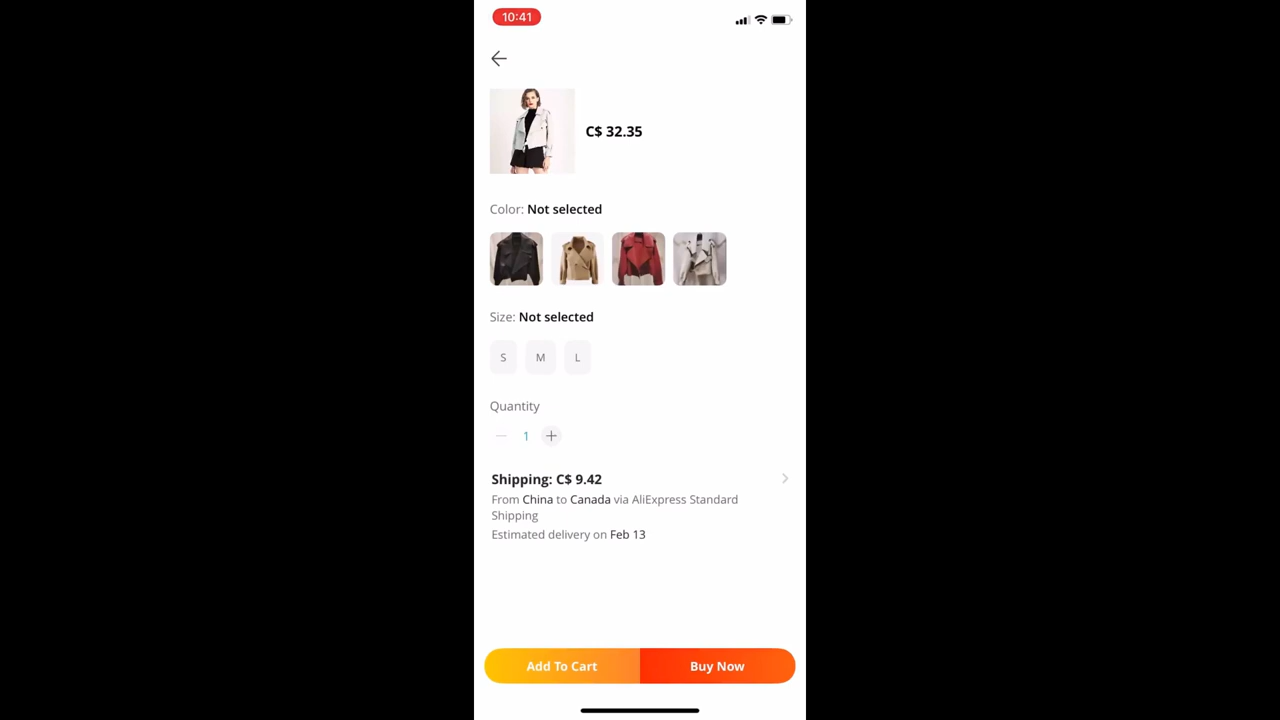 10:41
C$ 32.35
Color: Not selected
Size: Not selected
S M L
Quantity
1
Shipping: C$ 9.42
From China to Canada via AliExpress Standard
Shipping
Estimated delivery on Feb 13
Add To Cart Buy Now